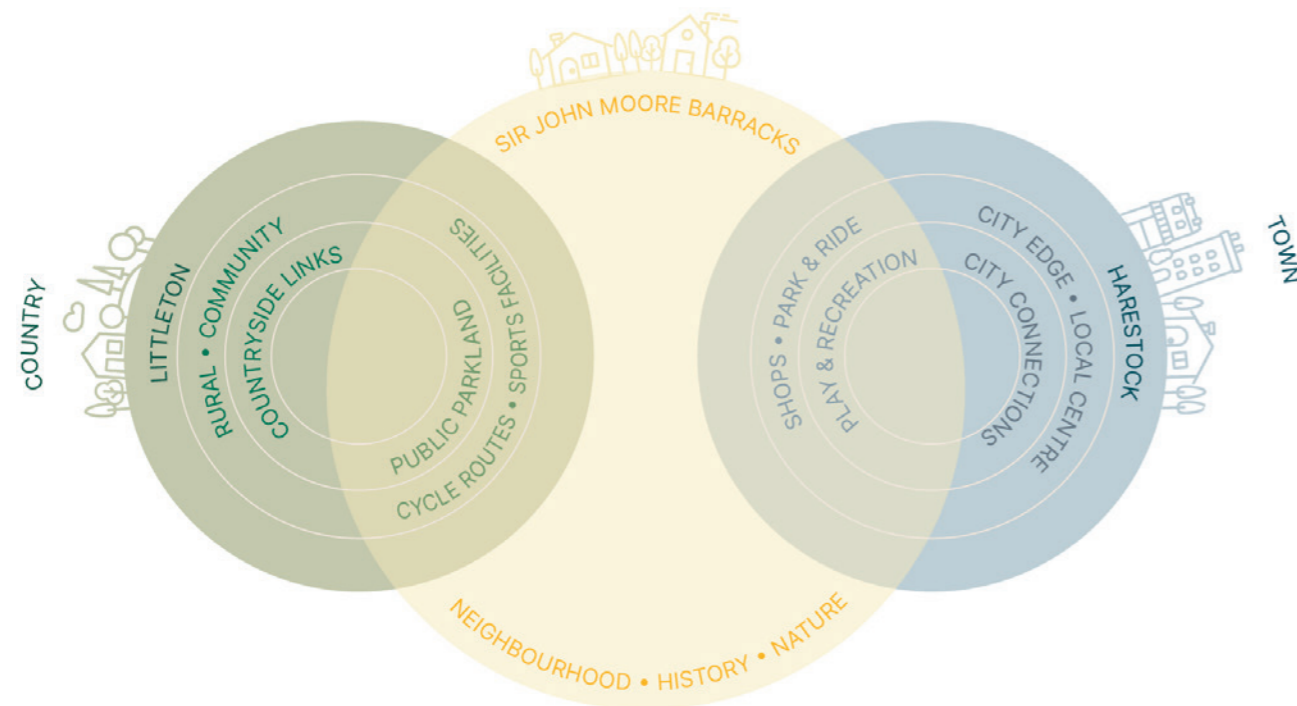 SIR JOHN MOORE BARRACKS
COUNTRY
LITTLETON
RURAL • COMMUNITY
COUNTRYSIDE LINKS
PUBLIC PARKLAND
CYCLE ROUTES • SPORTS FACILITIES
SHOPS • PARK & RIDE
PLAY & RECREATION
CITY EDGE • LOCAL CENTRE
CITY CONNECTIONS
HARESTOCK
TOWN
NEIGHBOURHOOD • HISTORY • NATURE